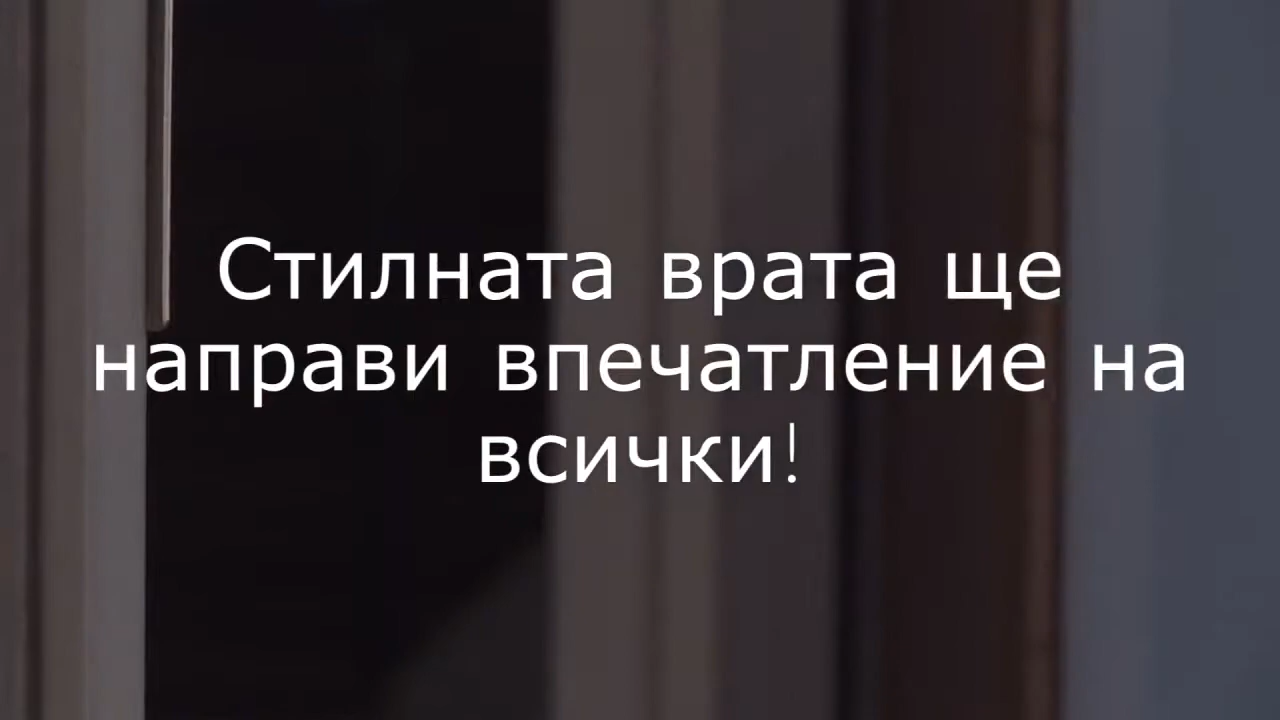 Стилната врата ще
направи впечатление на
всички!